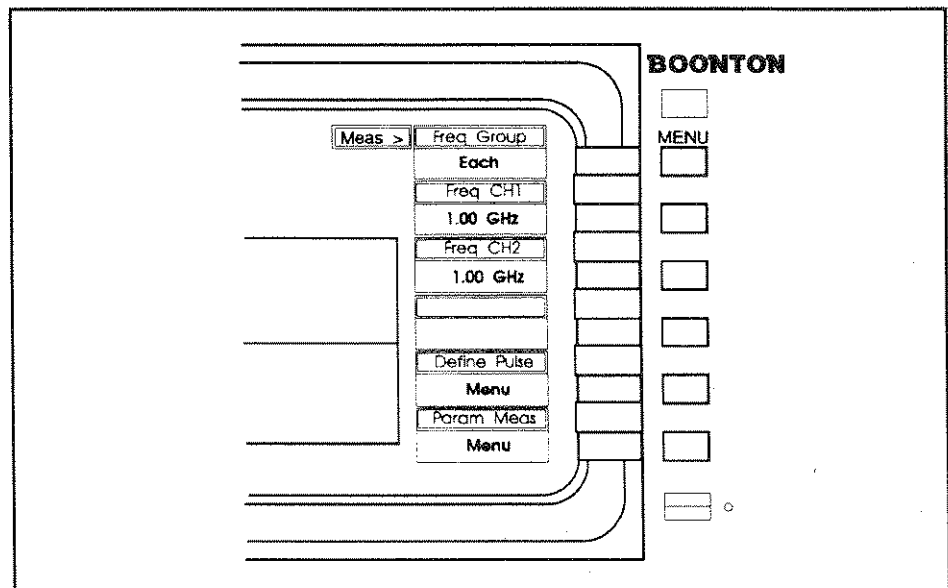 BOONTON
MENU
Meas > Freq Group
Each
Freq CH1
1.00 GHz
Freq CH2
1.00 GHz
Define Pulse
Menu
Param Meas
Menu